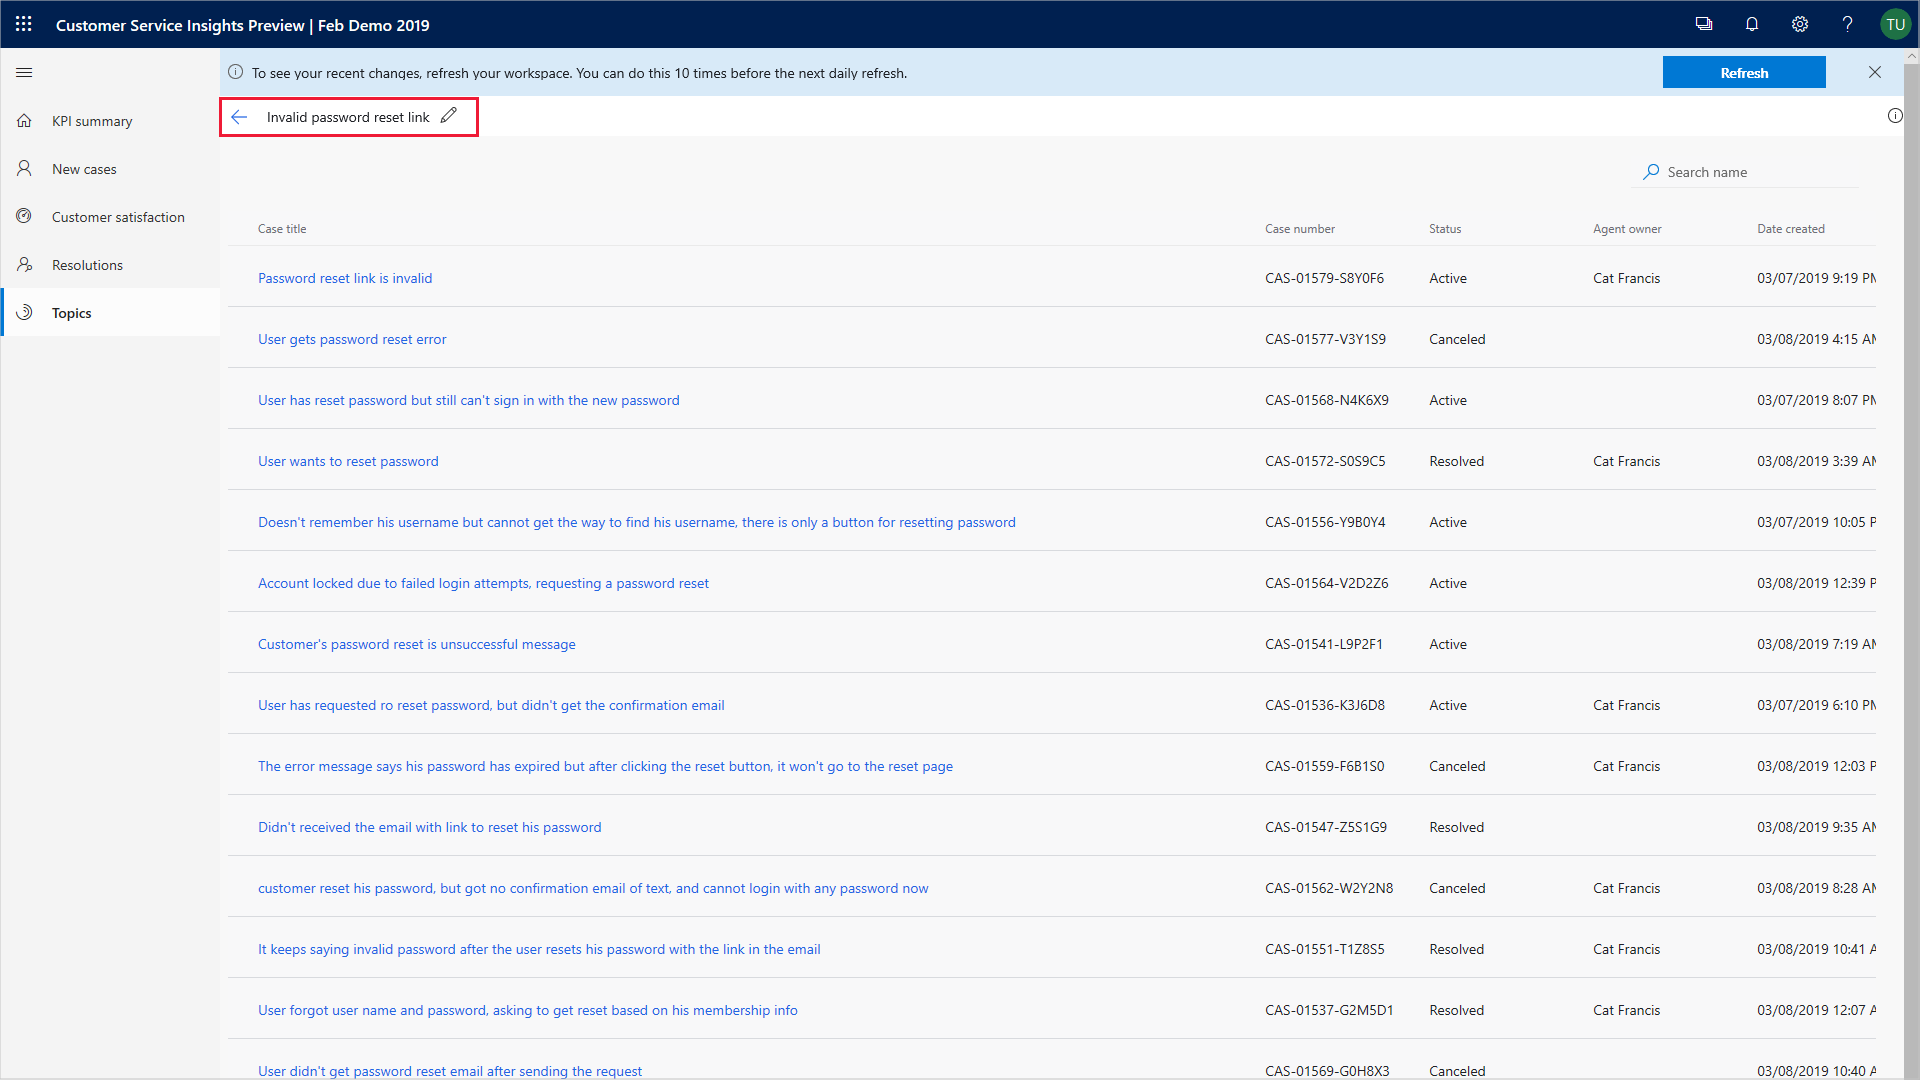 Customer Service Insights Preview | Feb Demo 2019
TU
To see your recent changes, refresh your workspace. You can do this 10 times before the next daily refresh.
Refresh
Invalid password reset link
KPI summary
New cases
Customer satisfaction
Resolutions
Topics
Search name
Case title Case number Status Agent owner Date created
Password reset link is invalid CAS-01579-S8Y0F6 Active Cat Francis 03/07/2019 9:19 PM
User gets password reset error CAS-01577-V3Y1S9 Canceled 03/08/2019 4:15 AM
User has reset password but still can't sign in with the new password CAS-01568-N4K6X9 Active 03/07/2019 8:07 PM
User wants to reset password CAS-01572-S0S9C5 Resolved Cat Francis 03/08/2019 3:39 AM
Doesn't remember his username but cannot get the way to find his username, there is only a button for resetting password CAS-01556-Y9B0Y4 Active 03/07/2019 10:05 P
Account locked due to failed login attempts, requesting a password reset CAS-01564-V2D2Z6 Active 03/08/2019 12:39 P
Customer's password reset is unsuccessful message CAS-01541-L9P2F1 Active 03/08/2019 7:19 AM
User has requested ro reset password, but didn't get the confirmation email CAS-01536-K3J6D8 Active Cat Francis 03/07/2019 6:10 PM
The error message says his password has expired but after clicking the reset button, it won't go to the reset page CAS-01559-F6B1S0 Canceled Cat Francis 03/08/2019 12:03 P
Didn't received the email with link to reset his password CAS-01547-Z5S1G9 Resolved 03/08/2019 9:35 AM
customer reset his password, but got no confirmation email of text, and cannot login with any password now CAS-01562-W2Y2N8 Canceled Cat Francis 03/08/2019 8:28 AM
It keeps saying invalid password after the user resets his password with the link in the email CAS-01551-T1Z8S5 Resolved Cat Francis 03/08/2019 10:41 A
User forgot user name and password, asking to get reset based on his membership info CAS-01537-G2M5D1 Resolved Cat Francis 03/08/2019 12:07 A
User didn't get password reset email after sending the request CAS-01569-G0H8X3 Canceled 03/08/2019 10:40 A